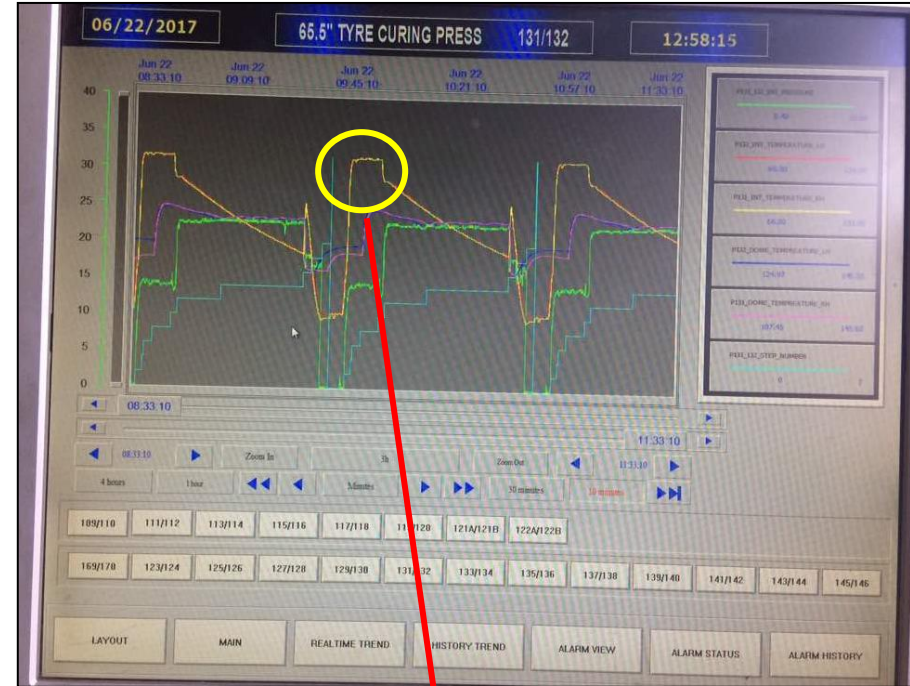 06/22/2017 65.5" TYRE CURING PRESS 131/132 12:58:15
Jun 22 Jun 22 Jun 22 Jun 22 Jun 22 Jun 22
08:33:10 09:09:10 09:45:10 10:21:10 10:57:10 11:33:10
40
35
30
25
20
15
10
5
0
08:33:10
11:33:10
08:33:10 Zoom In 3h Zoom Out 11:33:10
4 hours 1 hour Minutes 30 minutes 10 minutes
109/110 111/112 113/114 115/116 117/118 121A/121B 122A/122B
169/170 123/124 125/126 127/128 129/130 133/134 135/136 137/138 139/140 141/142 143/144 145/146
LAYOUT MAIN REALTIME TREND HISTORY TREND ALARM VIEW ALARM STATUS ALARM HISTORY